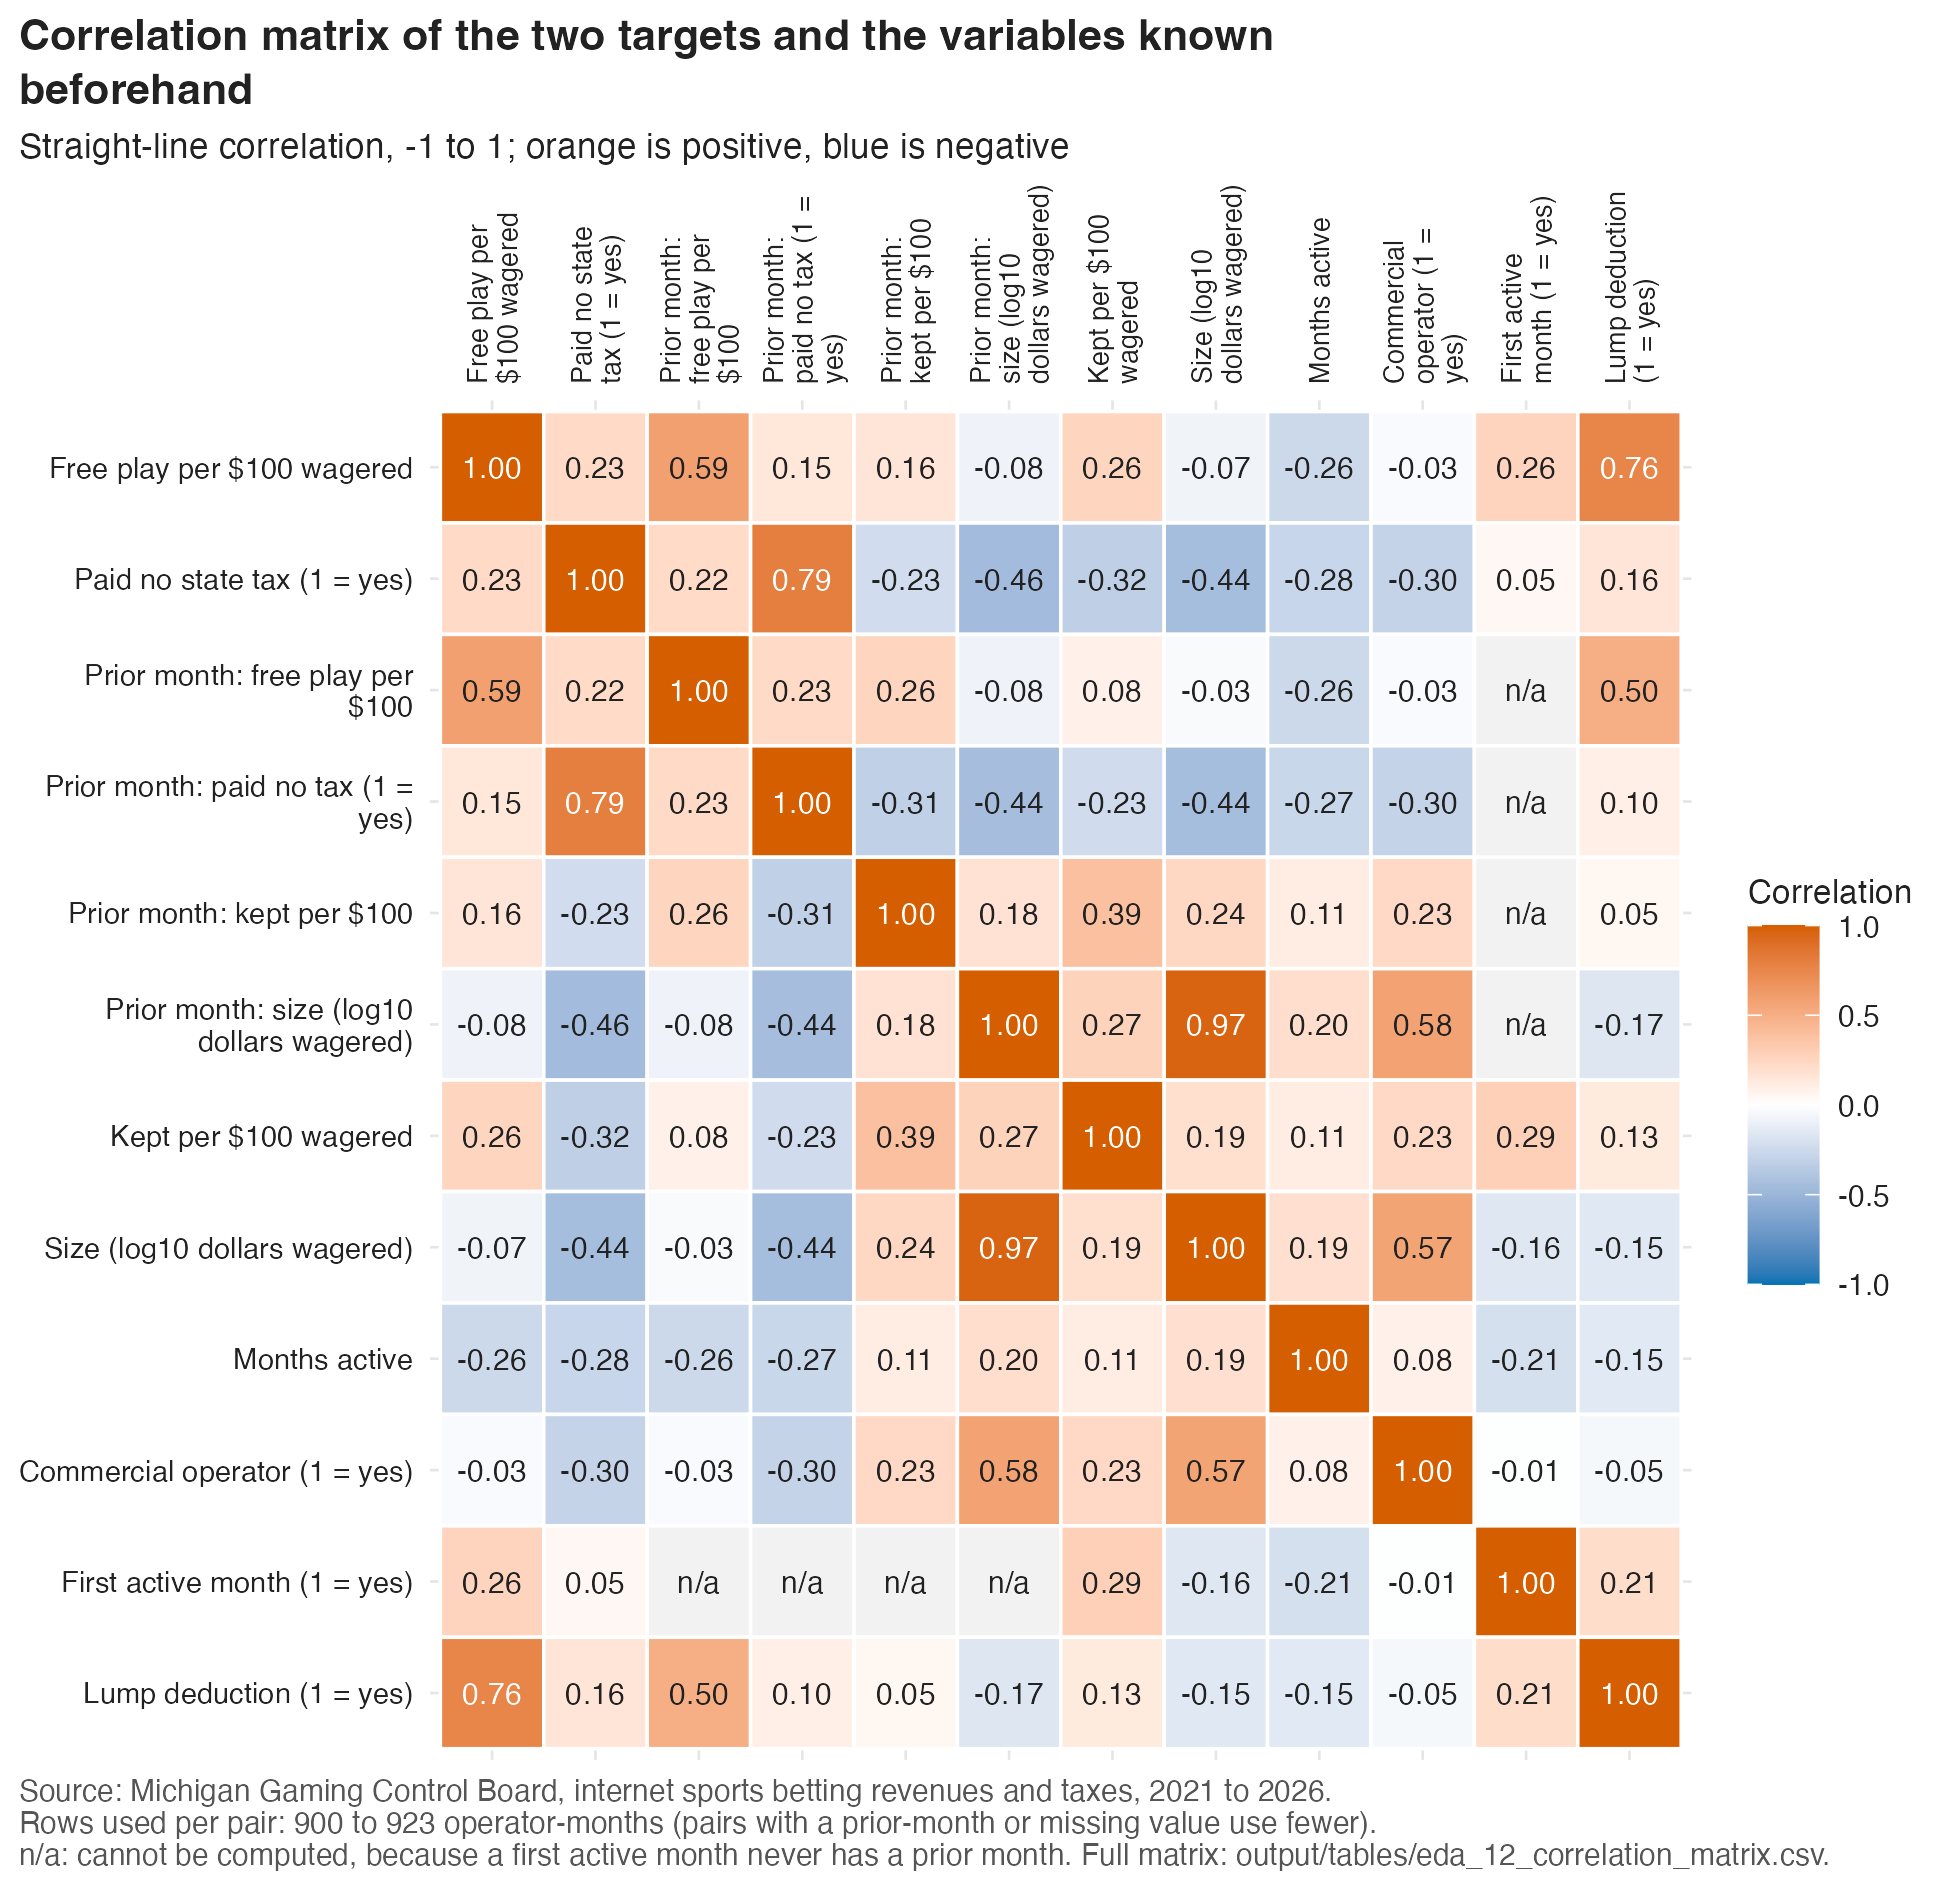 Correlation matrix of the two targets and the variables known
beforehand
Straight-line correlation, -1 to 1; orange is positive, blue is negative
Free play per
$100 wagered
Paid no state
tax (1 = yes)
Prior month:
free play per
$100
Prior month:
paid no tax (1 =
yes)
Prior month:
kept per $100
Prior month:
size (log10
dollars wagered)
Kept per $100
wagered
Size (log10
dollars wagered)
Months active
Commercial
operator (1 =
yes)
First active
month (1 = yes)
Lump deduction
(1 = yes)
Free play per $100 wagered 1.00 0.23 0.59 0.15 0.16 -0.08 0.26 -0.07 -0.26 -0.03 0.26 0.76
Paid no state tax (1 = yes) 0.23 1.00 0.22 0.79 -0.23 -0.46 -0.32 -0.44 -0.28 -0.30 0.05 0.16
Prior month: free play per
$100
0.59 0.22 1.00 0.23 0.26 -0.08 0.08 -0.03 -0.26 -0.03 n/a 0.50
Prior month: paid no tax (1 =
yes)
0.15 0.79 0.23 1.00 -0.31 -0.44 -0.23 -0.44 -0.27 -0.30 n/a 0.10
Prior month: kept per $100 0.16 -0.23 0.26 -0.31 1.00 0.18 0.39 0.24 0.11 0.23 n/a 0.05
Prior month: size (log10
dollars wagered)
-0.08 -0.46 -0.08 -0.44 0.18 1.00 0.27 0.97 0.20 0.58 n/a -0.17
Kept per $100 wagered 0.26 -0.32 0.08 -0.23 0.39 0.27 1.00 0.19 0.11 0.23 0.29 0.13
Size (log10 dollars wagered) -0.07 -0.44 -0.03 -0.44 0.24 0.97 0.19 1.00 0.19 0.57 -0.16 -0.15
Months active -0.26 -0.28 -0.26 -0.27 0.11 0.20 0.11 0.19 1.00 0.08 -0.21 -0.15
Commercial operator (1 = yes) -0.03 -0.30 -0.03 -0.30 0.23 0.58 0.23 0.57 0.08 1.00 -0.01 -0.05
First active month (1 = yes) 0.26 0.05 n/a n/a n/a n/a 0.29 -0.16 -0.21 -0.01 1.00 0.21
Lump deduction (1 = yes) 0.76 0.16 0.50 0.10 0.05 -0.17 0.13 -0.15 -0.15 -0.05 0.21 1.00
Correlation
1.0
0.5
0.0
-0.5
-1.0
Source: Michigan Gaming Control Board, internet sports betting revenues and taxes, 2021 to 2026.
Rows used per pair: 900 to 923 operator-months (pairs with a prior-month or missing value use fewer).
n/a: cannot be computed, because a first active month never has a prior month. Full matrix: output/tables/eda_12_correlation_matrix.csv.